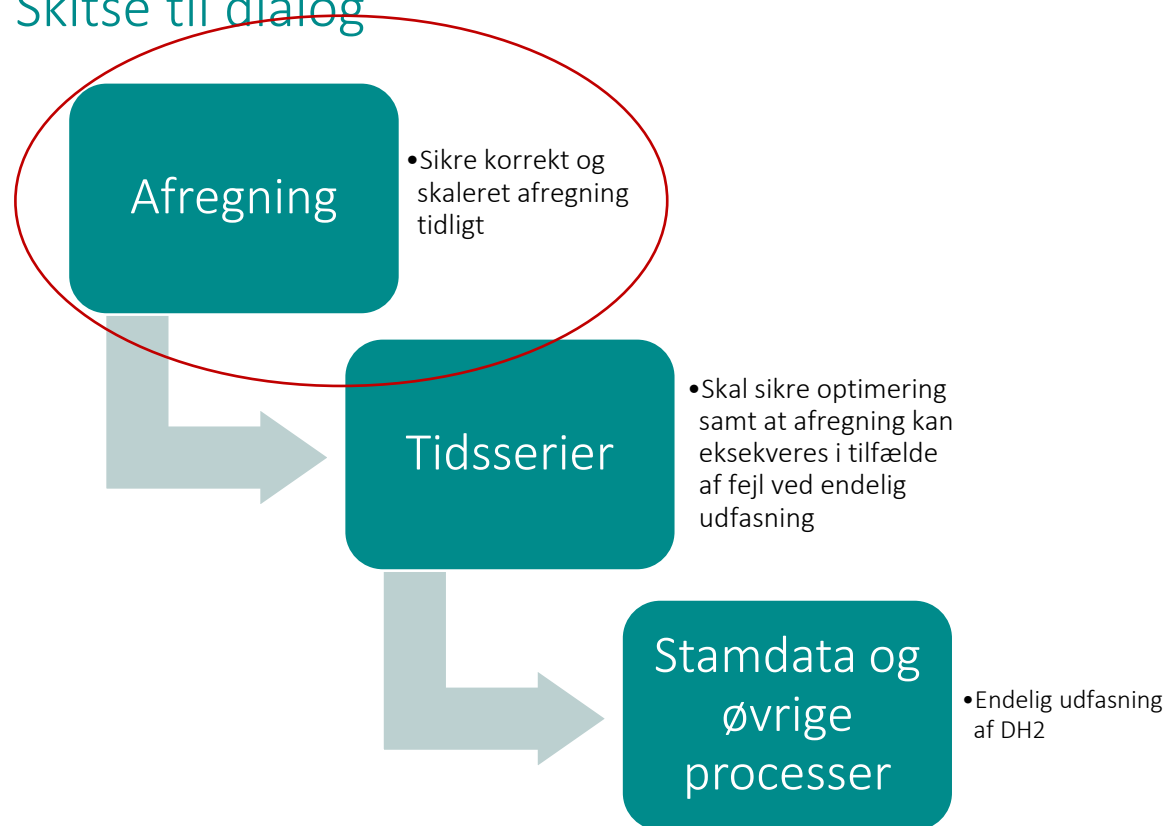 Skitse til dialog
Afregning
•Sikre korrekt og
skaleret afregning
tidligt
Tidsserier
•Skal sikre optimering
samt at afregning kan
eksekveres i tilfælde
af fejl ved endelig
udfasning
Stamdata og
øvrige
processer
•Endelig udfasning
af DH2